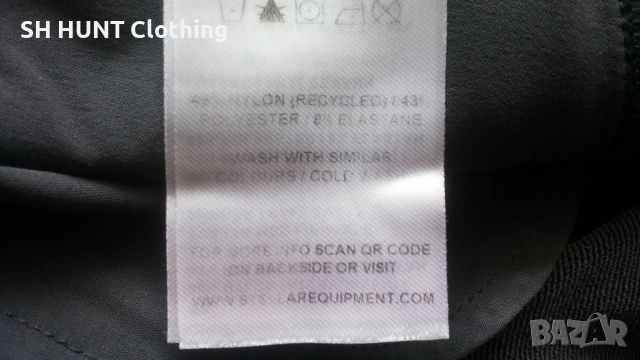 SH HUNT Clothing
NYLON (RECYCLED) / 43%
POLYESTER / 8% ELASTANE
WASH WITH SIMILAR
COLOURS / COLD /
FOR MORE INFO SCAN QR CODE
ON BACKSIDE OR VISIT
WWW.STELLAREQUIPMENT.COM
BAZAR